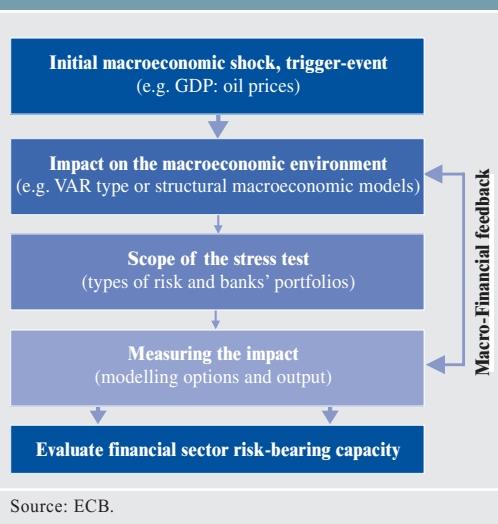 Initial macroeconomic shock, trigger-event
(e.g. GDP: oil prices)
Impact on the macroeconomic environment
(e.g. VAR type or structural macroeconomic models)
Scope of the stress test
(types of risk and banks’ portfolios)
Measuring the impact
(modelling options and output)
Evaluate financial sector risk-bearing capacity
Macro-Financial feedback
Source: ECB.